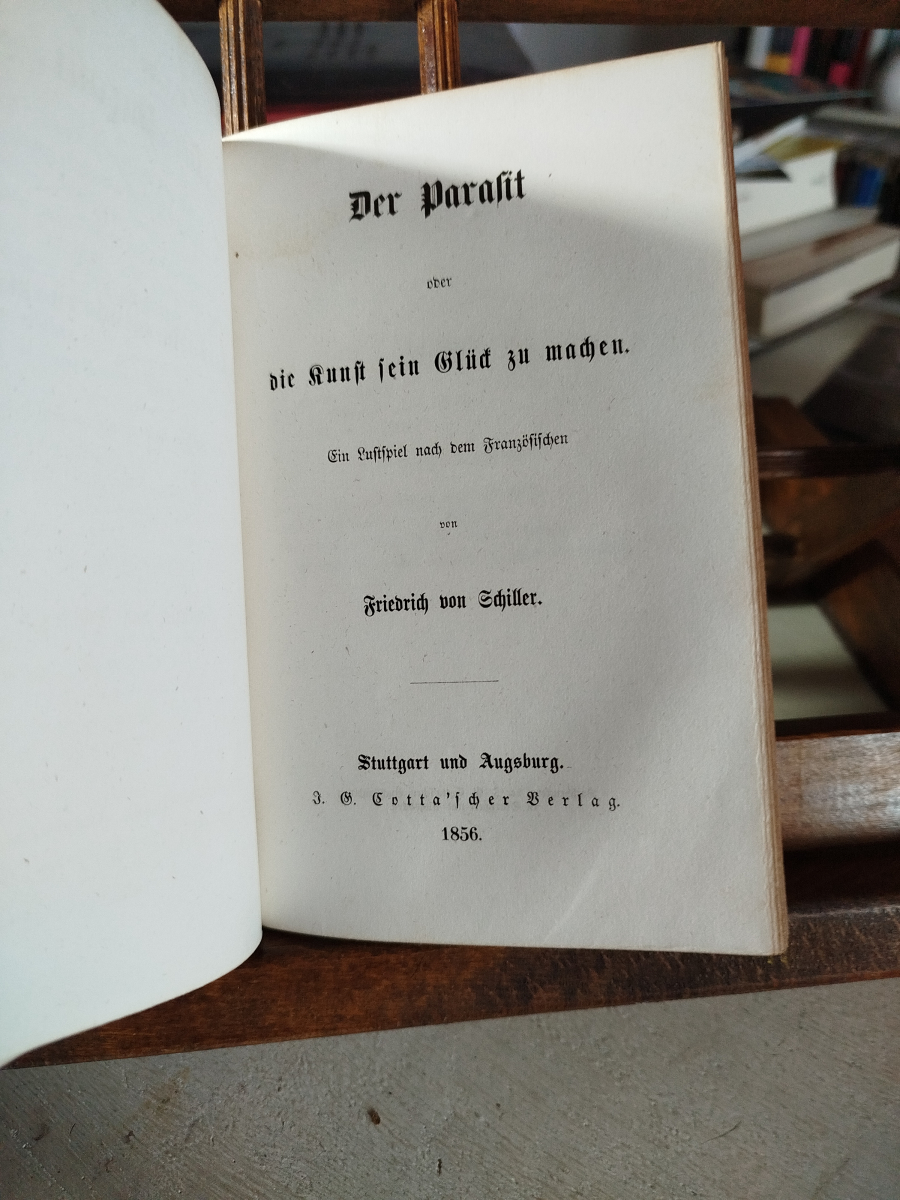 Der Paraſit
oder
die Kunſt ſein Glück zu machen.
Ein Luſtſpiel nach dem Franzöſiſchen
von
Friedrich von Schiller.
Stuttgart und Augsburg.
J. G. Cotta'ſcher Verlag.
1856.